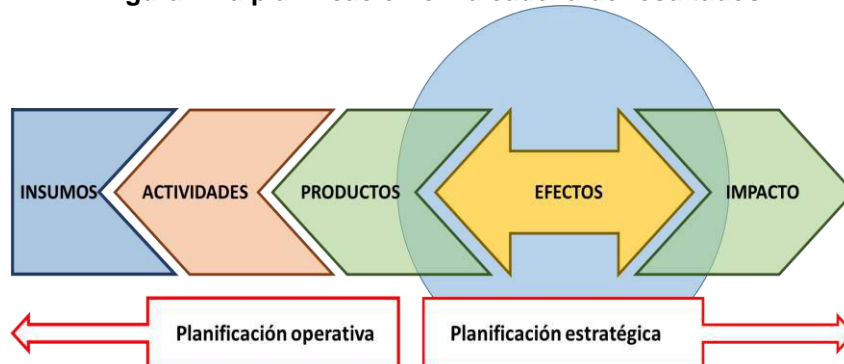 INSUMOS
ACTIVIDADES
PRODUCTOS
EFECTOS
IMPACTO
Planificación operativa
Planificación estratégica